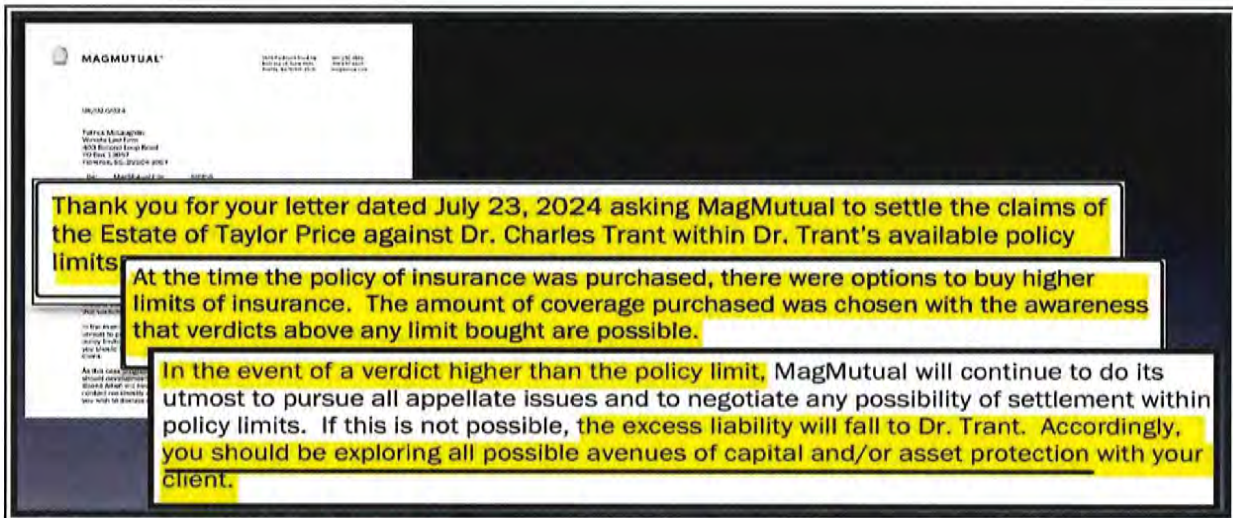 MAGMUTUAL
Thank you for your letter dated July 23, 2024 asking MagMutual to settle the claims of
the Estate of Taylor Price against Dr. Charles Trant within Dr. Trant's available policy
limits
At the time the policy of insurance was purchased, there were options to buy higher
limits of insurance. The amount of coverage purchased was chosen with the awareness
that verdicts above any limit bought are possible.
In the event of a verdict higher than the policy limit, MagMutual will continue to do its
utmost to pursue all appellate issues and to negotiate any possibility of settlement within
policy limits. If this is not possible, the excess liability will fall to Dr. Trant. Accordingly,
you should be exploring all possible avenues of capital and/or asset protection with your
client.